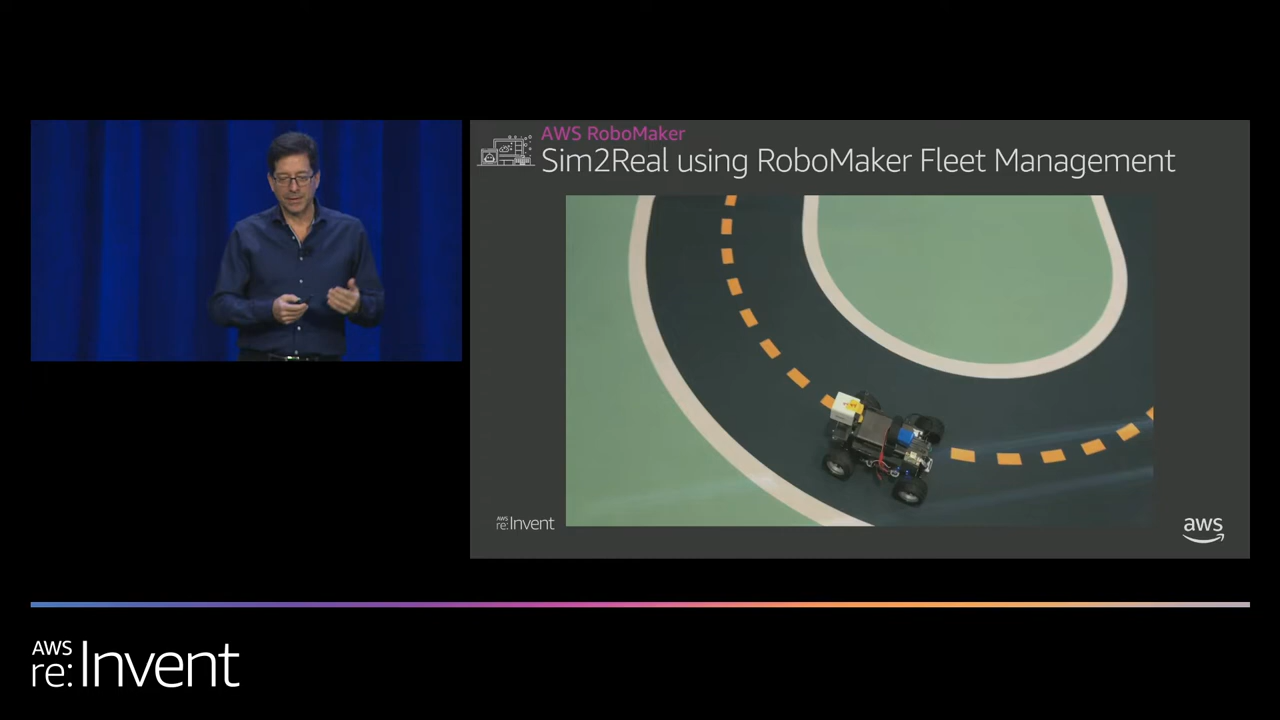 AWS RoboMaker
Sim2Real using RoboMaker Fleet Management
AWS
re:Invent
aws
AWS
re:Invent